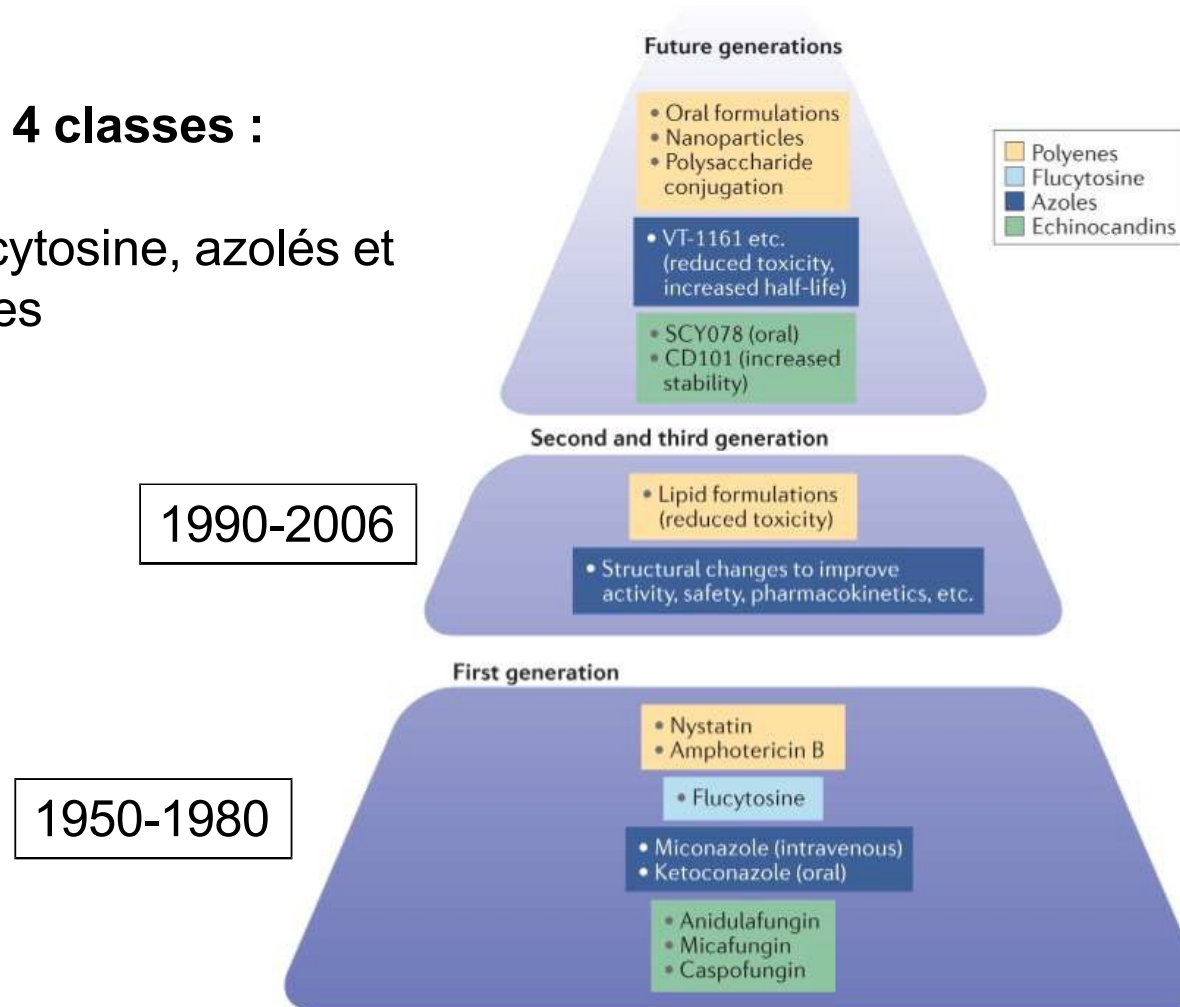 4 classes :
cytosine, azolés et
es
Future generations
• Oral formulations
• Nanoparticles
• Polysaccharide
conjugation
• VT-1161 etc.
(reduced toxicity,
increased half-life)
• SCY078 (oral)
• CD101 (increased
stability)
Polyenes
Flucytosine
Azoles
Echinocandins
Second and third generation
1990-2006
• Lipid formulations
(reduced toxicity)
• Structural changes to improve
activity, safety, pharmacokinetics, etc.
First generation
1950-1980
• Nystatin
• Amphotericin B
• Flucytosine
• Miconazole (intravenous)
• Ketoconazole (oral)
• Anidulafungin
• Micafungin
• Caspofungin